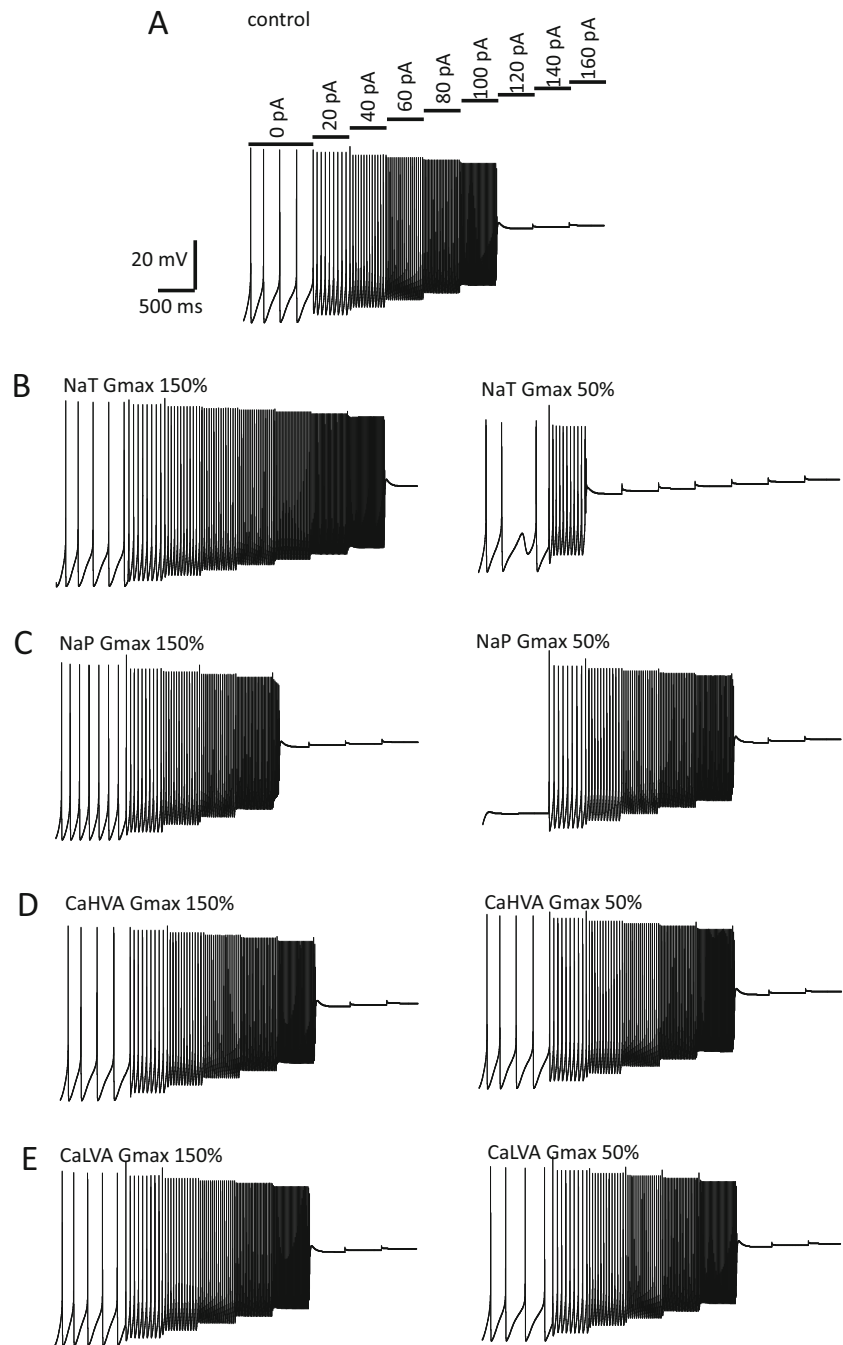 A
control
0 pA
20 pA
40 pA
60 pA
80 pA
100 pA
120 pA
140 pA
160 pA
20 mV
500 ms
B
NaT Gmax 150%
NaT Gmax 50%
C
NaP Gmax 150%
NaP Gmax 50%
D
CaHVA Gmax 150%
CaHVA Gmax 50%
E
CaLVA Gmax 150%
CaLVA Gmax 50%